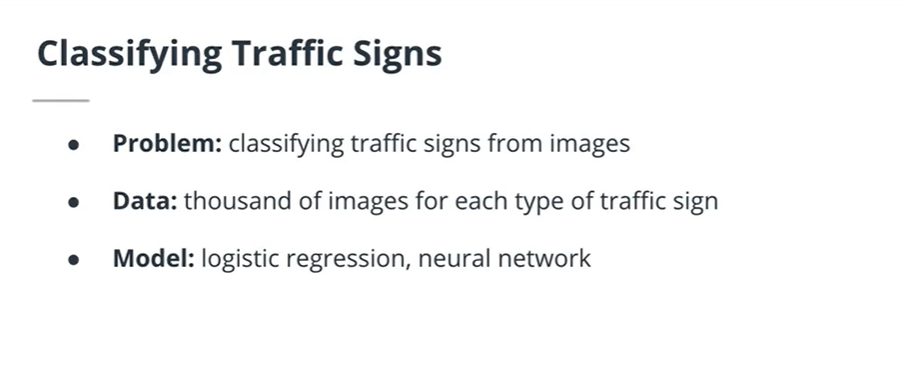 Classifying Traffic Signs
● Problem: classifying traffic signs from images
● Data: thousand of images for each type of traffic sign
● Model: logistic regression, neural network